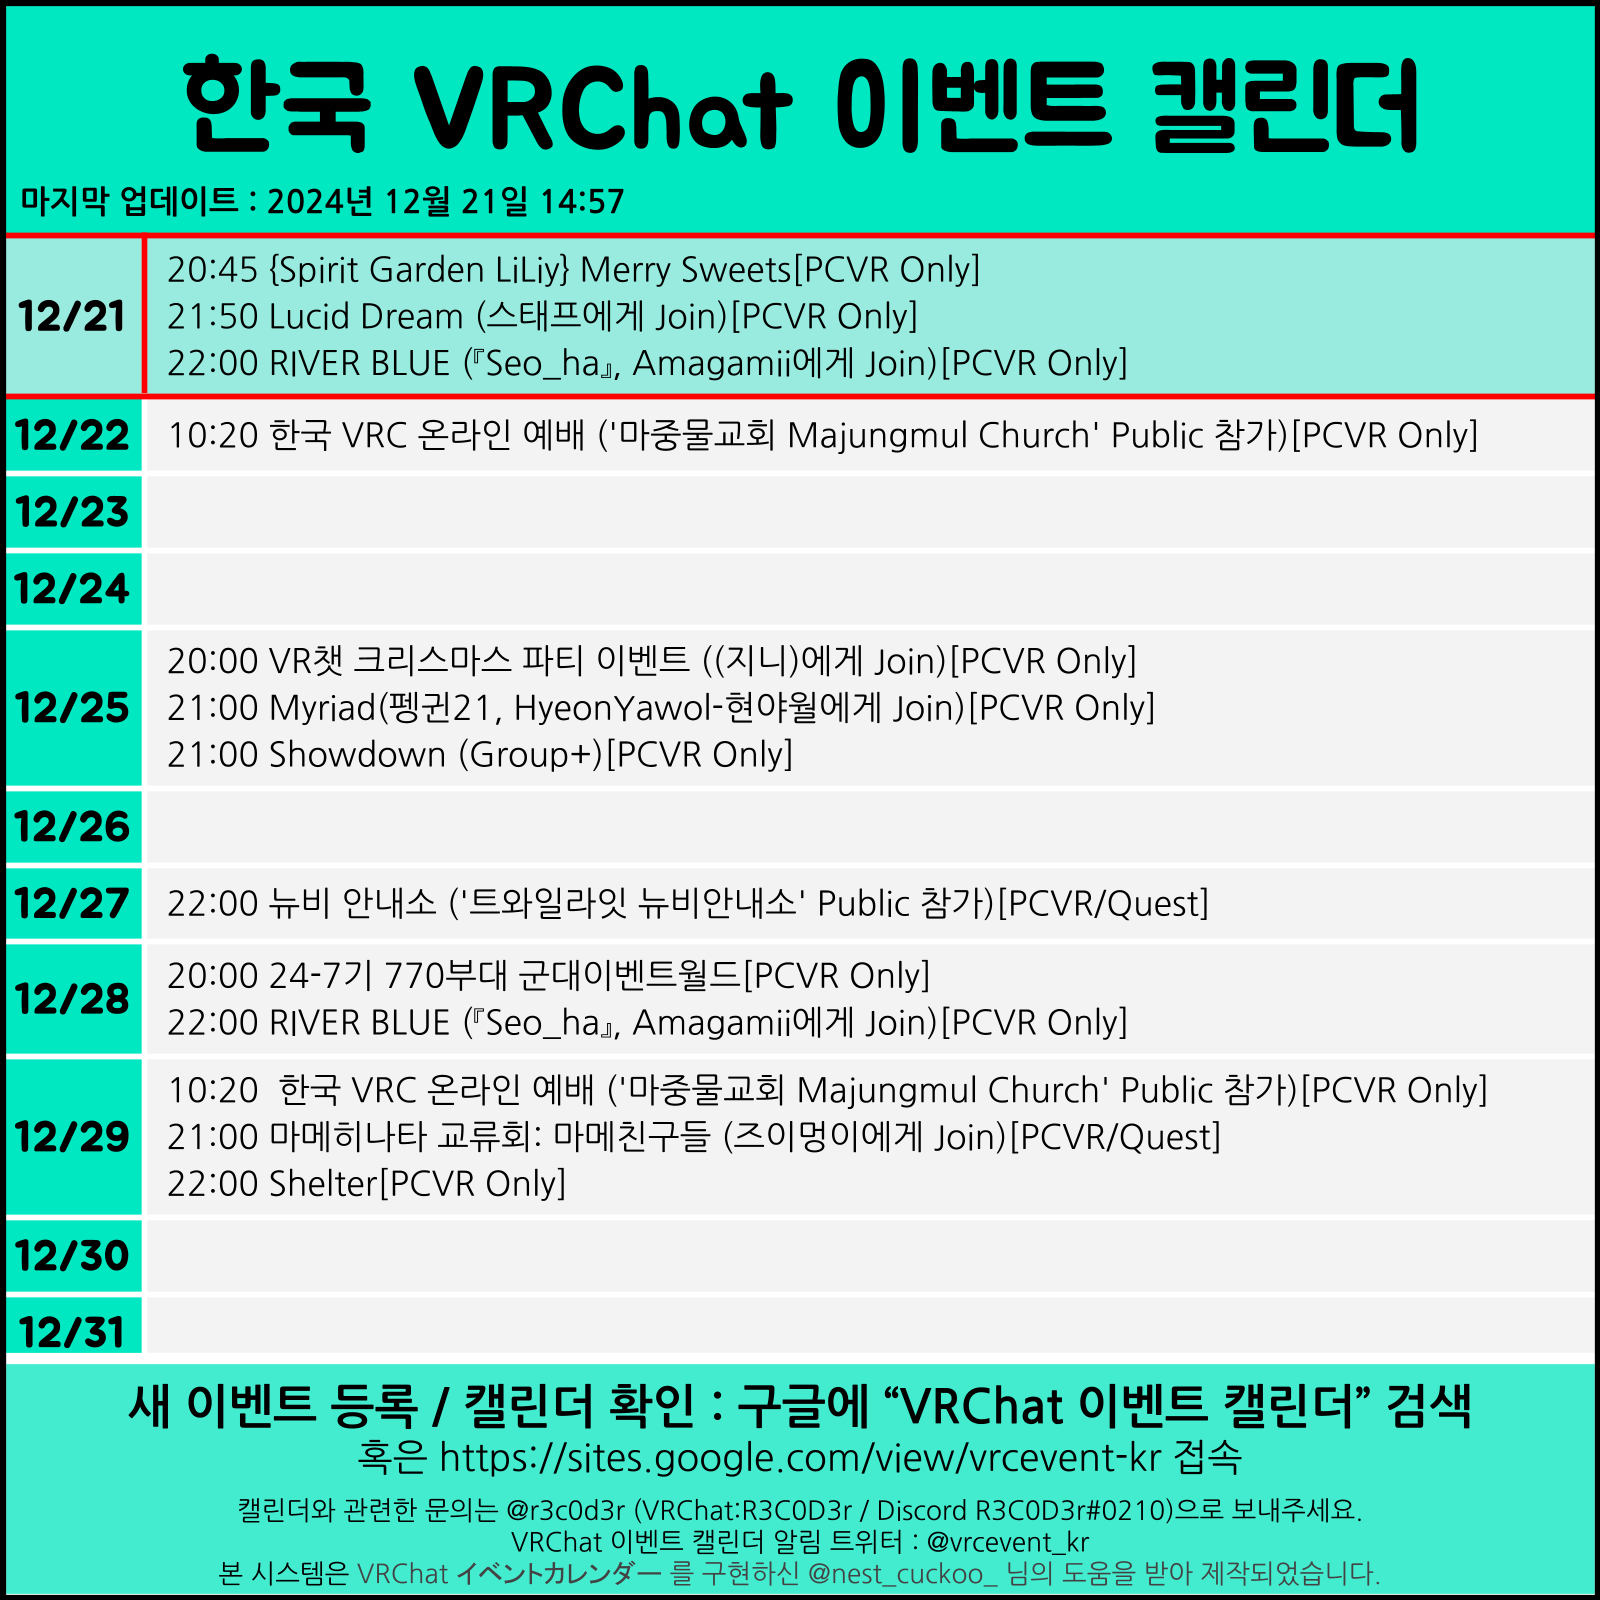 한국 VRChat 이벤트 캘린더
마지막 업데이트 : 2024년 12월 21일 14:57
12/21
20:45 {Spirit Garden LiLiy} Merry Sweets[PCVR Only]
21:50 Lucid Dream (스태프에게 Join)[PCVR Only]
22:00 RIVER BLUE (『Seo_ha』, Amagamii에게 Join)[PCVR Only]
12/22
10:20 한국 VRC 온라인 예배 ('마중물교회 Majungmul Church' Public 참가)[PCVR Only]
12/23
12/24
12/25
20:00 VR챗 크리스마스 파티 이벤트 ((지니)에게 Join)[PCVR Only]
21:00 Myriad(펭귄21, HyeonYawol-현야월에게 Join)[PCVR Only]
21:00 Showdown (Group+)[PCVR Only]
12/26
12/27
22:00 뉴비 안내소 ('트와일라잇 뉴비안내소' Public 참가)[PCVR/Quest]
12/28
20:00 24-7기 770부대 군대이벤트월드[PCVR Only]
22:00 RIVER BLUE (『Seo_ha』, Amagamii에게 Join)[PCVR Only]
12/29
10:20  한국 VRC 온라인 예배 ('마중물교회 Majungmul Church' Public 참가)[PCVR Only]
21:00 마메히나타 교류회: 마메친구들 (즈이멍이에게 Join)[PCVR/Quest]
22:00 Shelter[PCVR Only]
12/30
12/31
새 이벤트 등록 / 캘린더 확인 : 구글에 “VRChat 이벤트 캘린더” 검색
혹은 https://sites.google.com/view/vrcevent-kr 접속
캘린더와 관련한 문의는 @r3c0d3r (VRChat:R3C0D3r / Discord R3C0D3r#0210)으로 보내주세요.
VRChat 이벤트 캘린더 알림 트위터 : @vrcevent_kr
본 시스템은 VRChat イベントカレンダー 를 구현하신 @nest_cuckoo_ 님의 도움을 받아 제작되었습니다.